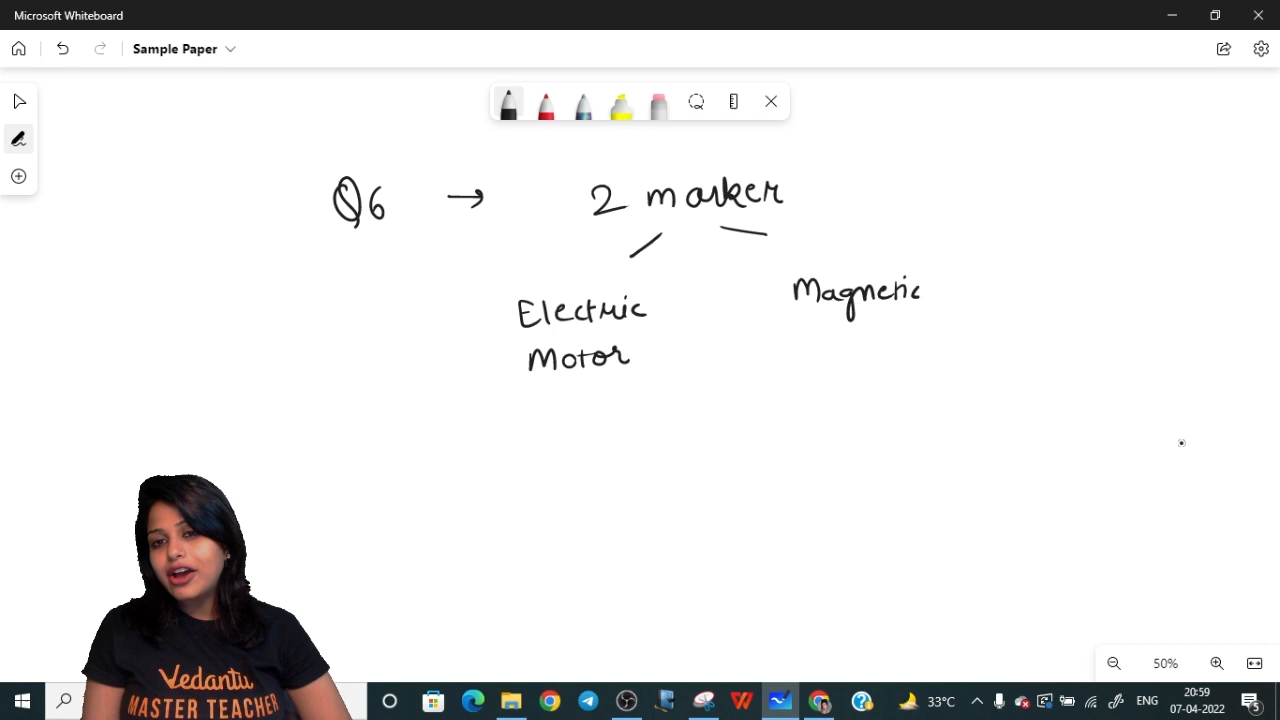 Microsoft Whiteboard
Sample Paper
Q6 → 2 marker
Electric
Motor
Magnetic
Vedantu
MASTER TEACHER
50%
33°C
ENG
20:59
07-04-2022
5